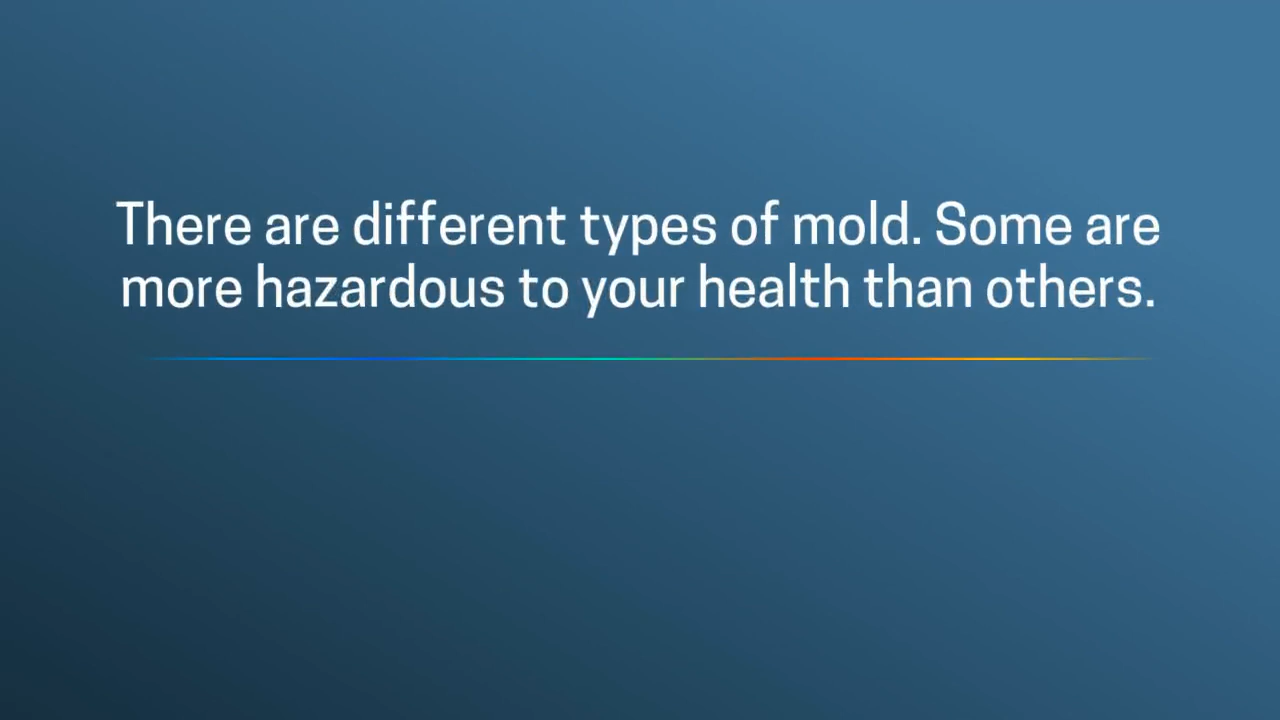 There are different types of mold. Some are
more hazardous to your health than others.